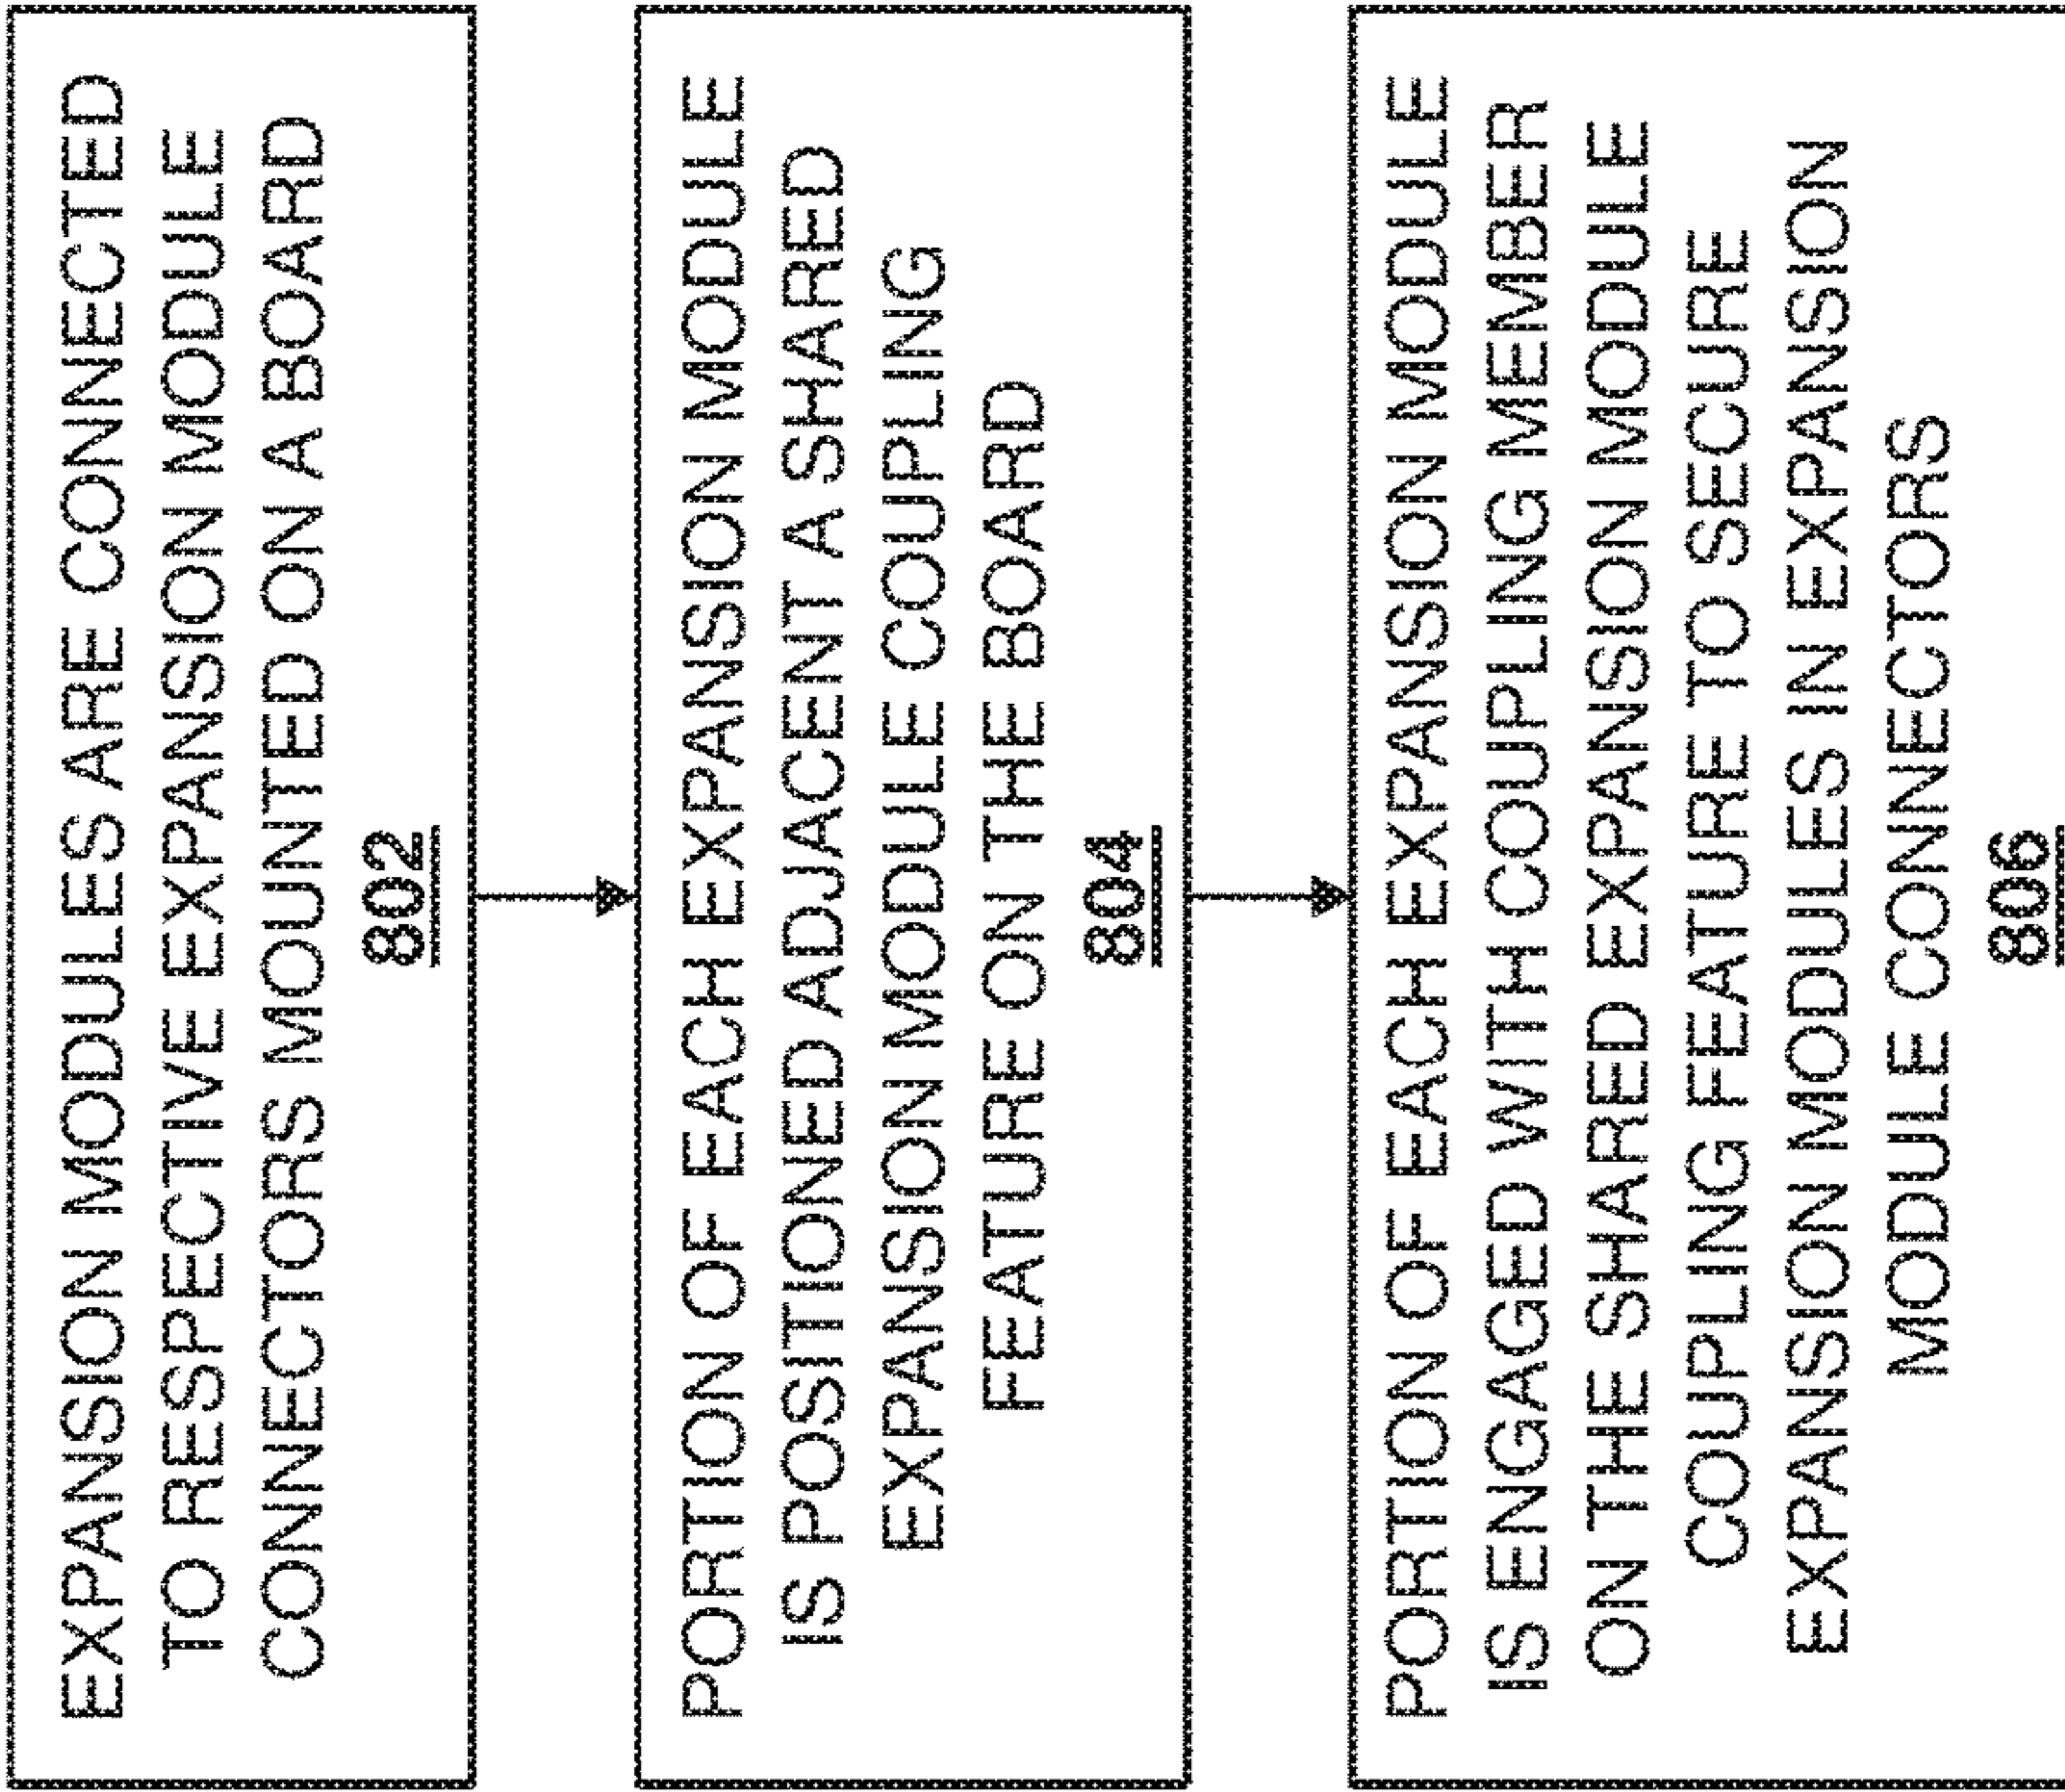 EXPANSION MODULES ARE CONNECTED
TO RESPECTIVE EXPANSION MODULE
CONNECTORS MOUNTED ON A BOARD
802
PORTION OF EACH EXPANSION MODULE
IS POSITIONED ADJACENT A SHARED
EXPANSION MODULE COUPLING
FEATURE ON THE BOARD
804
PORTION OF EACH EXPANSION MODULE
IS ENGAGED WITH COUPLING MEMBER
ON THE SHARED EXPANSION MODULE
COUPLING FEATURE TO SECURE
EXPANSION MODULES IN EXPANSION
MODULE CONNECTORS
806